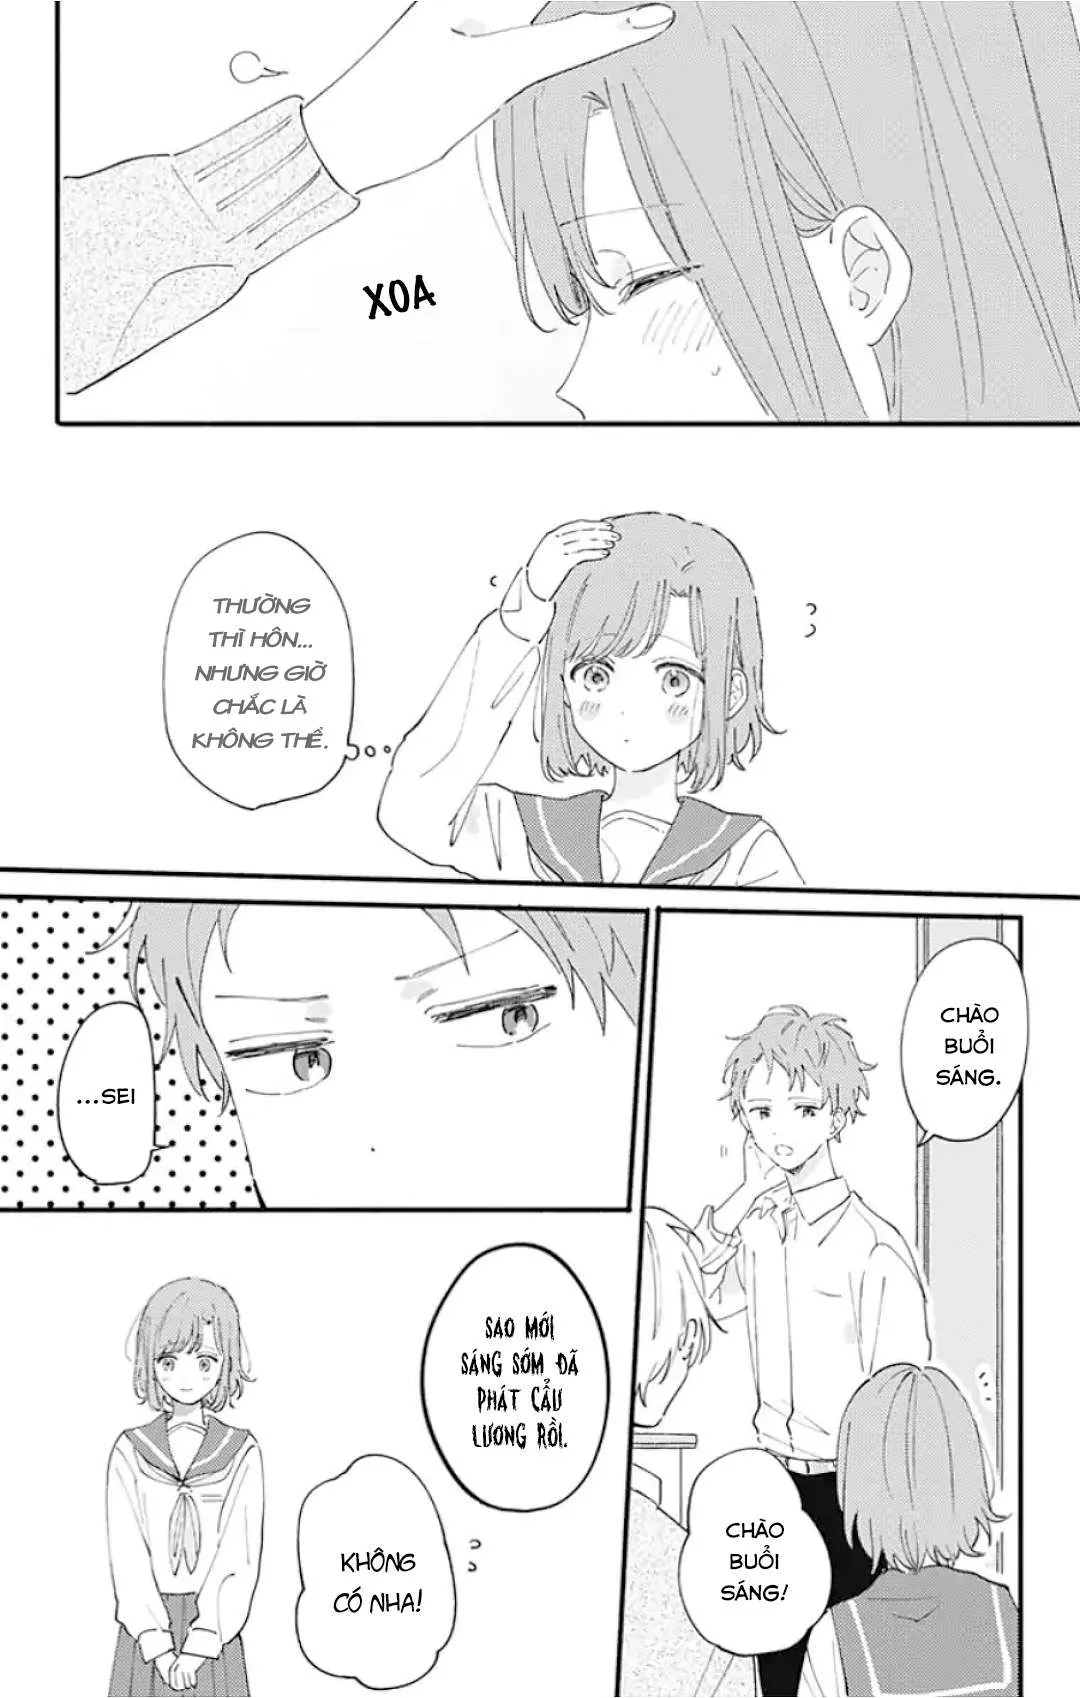 XOA
THƯỜNG
THÌ HÔN...
NHƯNG GIỜ
CHẮC LÀ
KHÔNG THỂ.
CHÀO
BUỔI
SÁNG.
CHÀO
BUỔI
SÁNG!
...SEI
SAO MỚI
SÁNG SỚM ĐÃ
PHÁT CẨU
LƯƠNG RỒI.
KHÔNG
CÓ NHA!